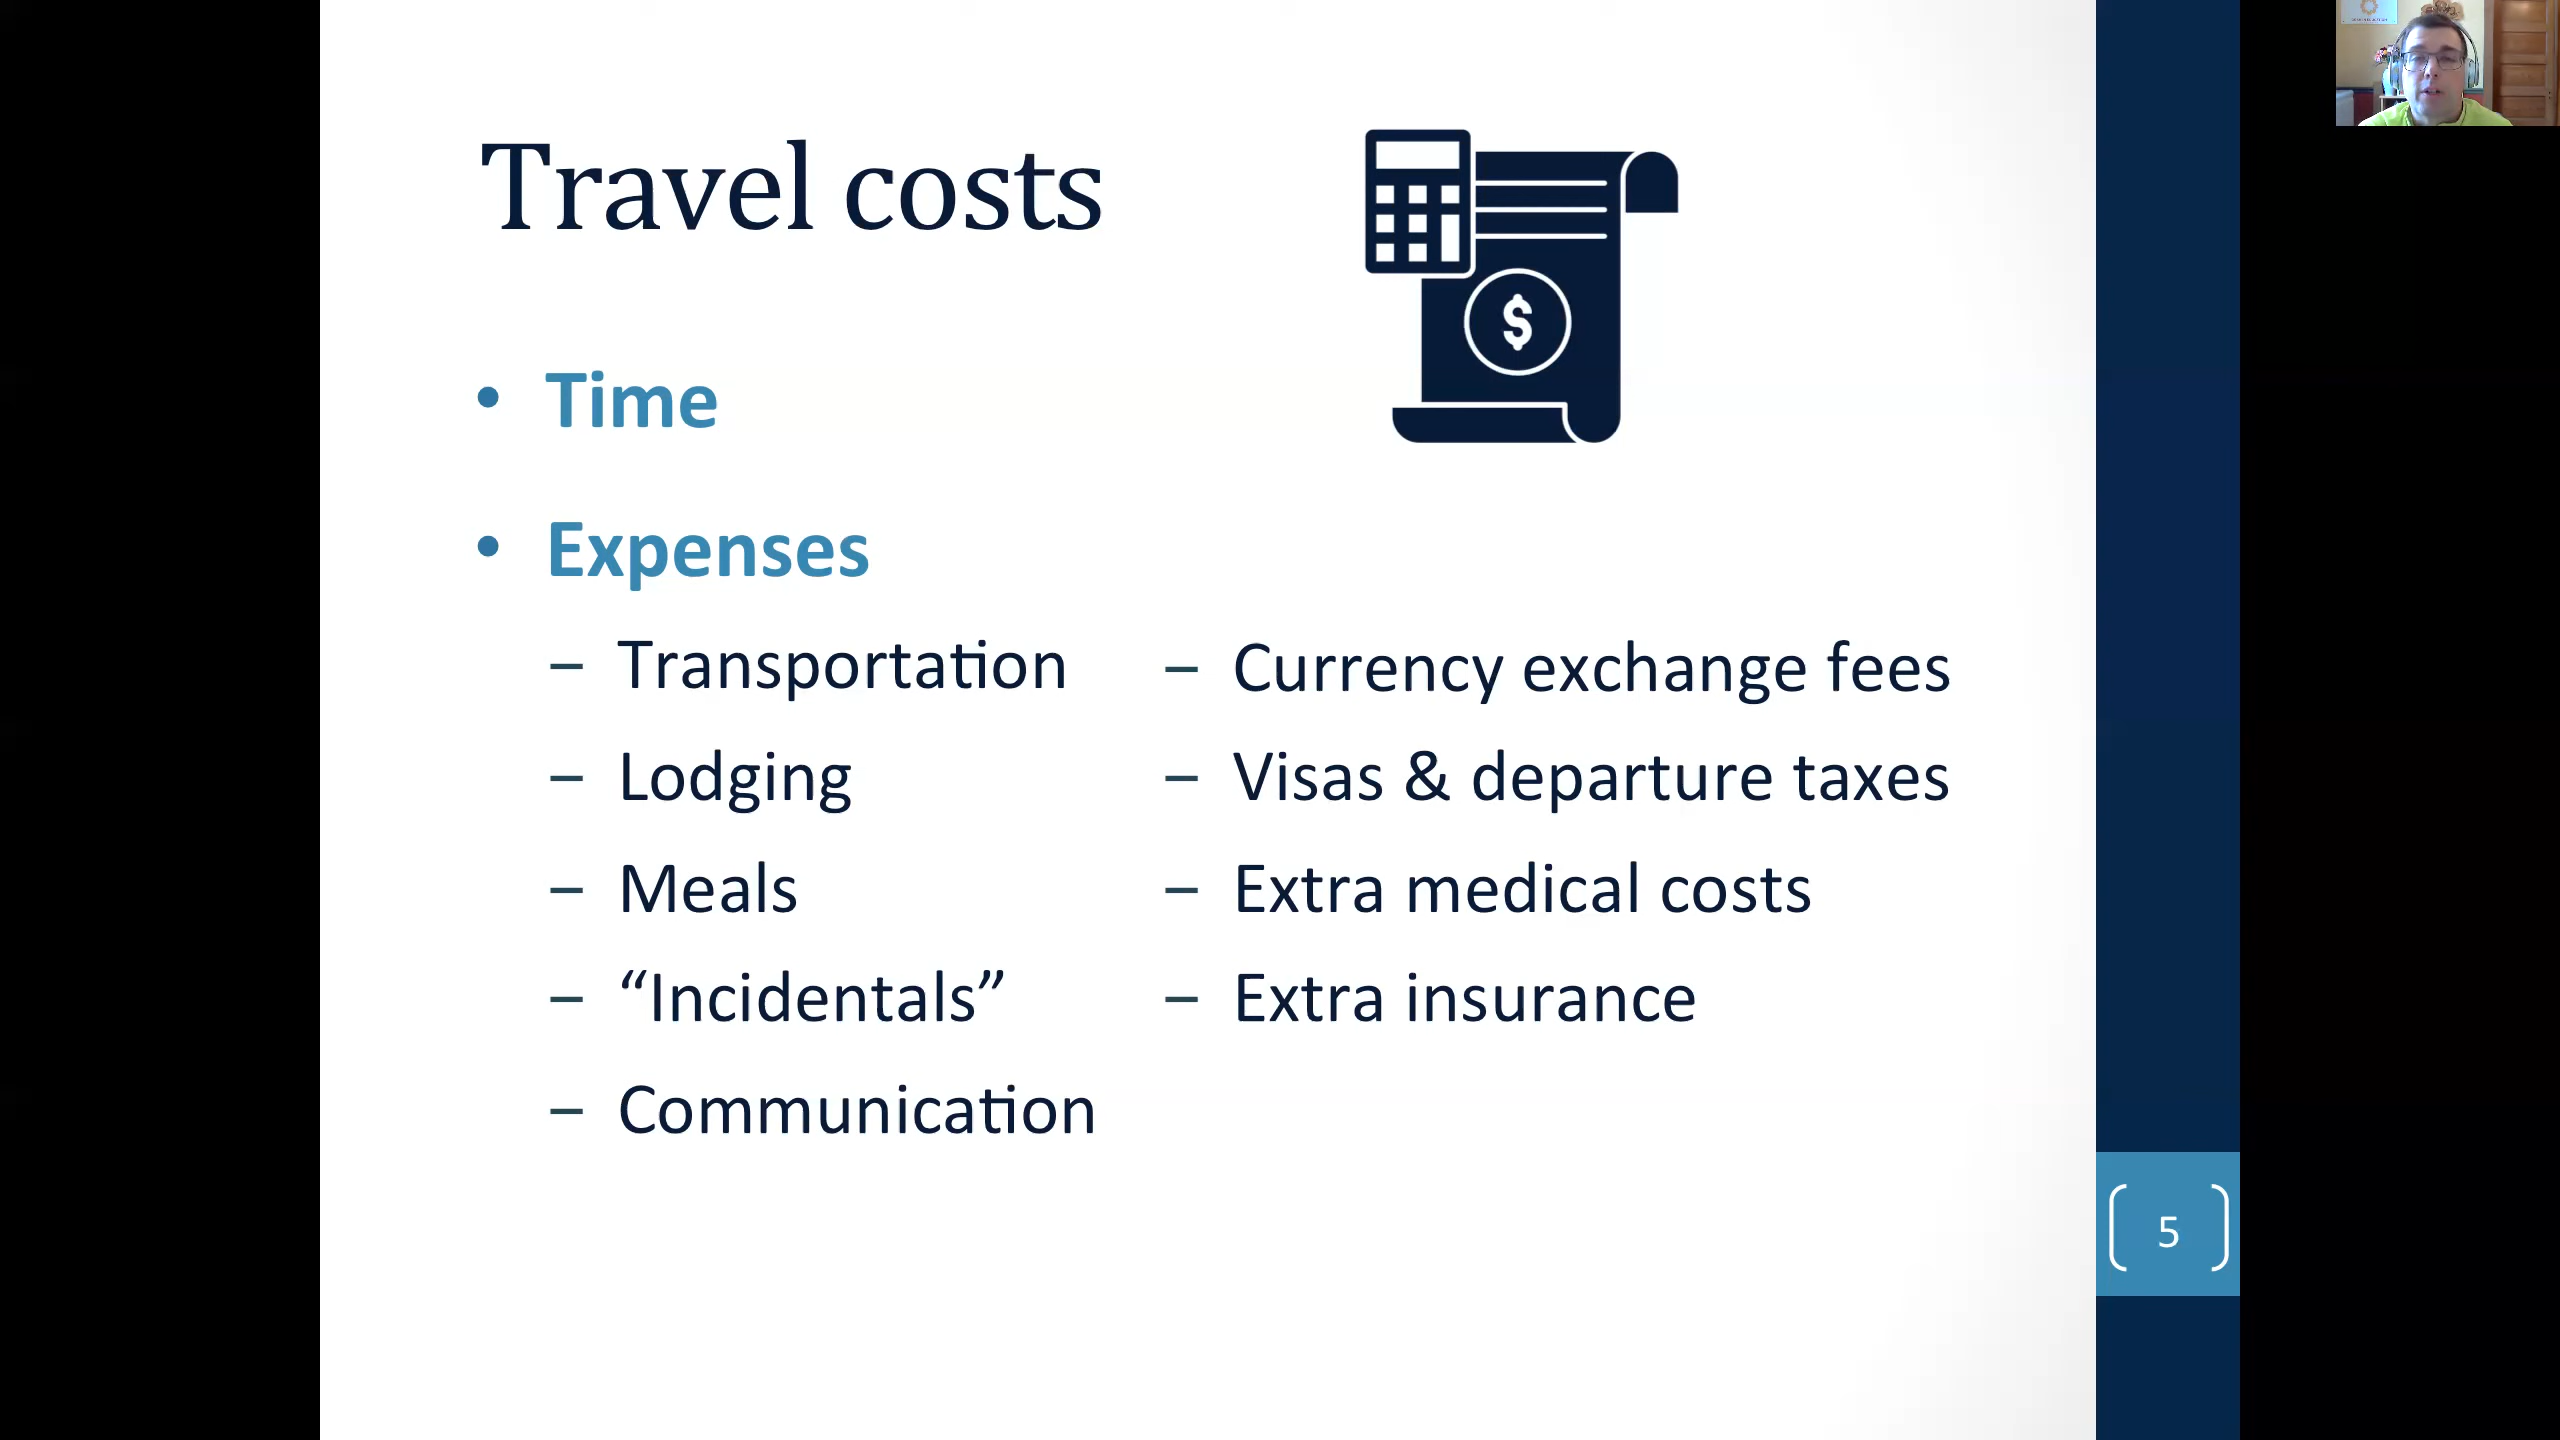 Travel costs
$
• Time
• Expenses
– Transportation
– Lodging
– Meals
– “Incidentals”
– Communication
– Currency exchange fees
– Visas & departure taxes
– Extra medical costs
– Extra insurance
5